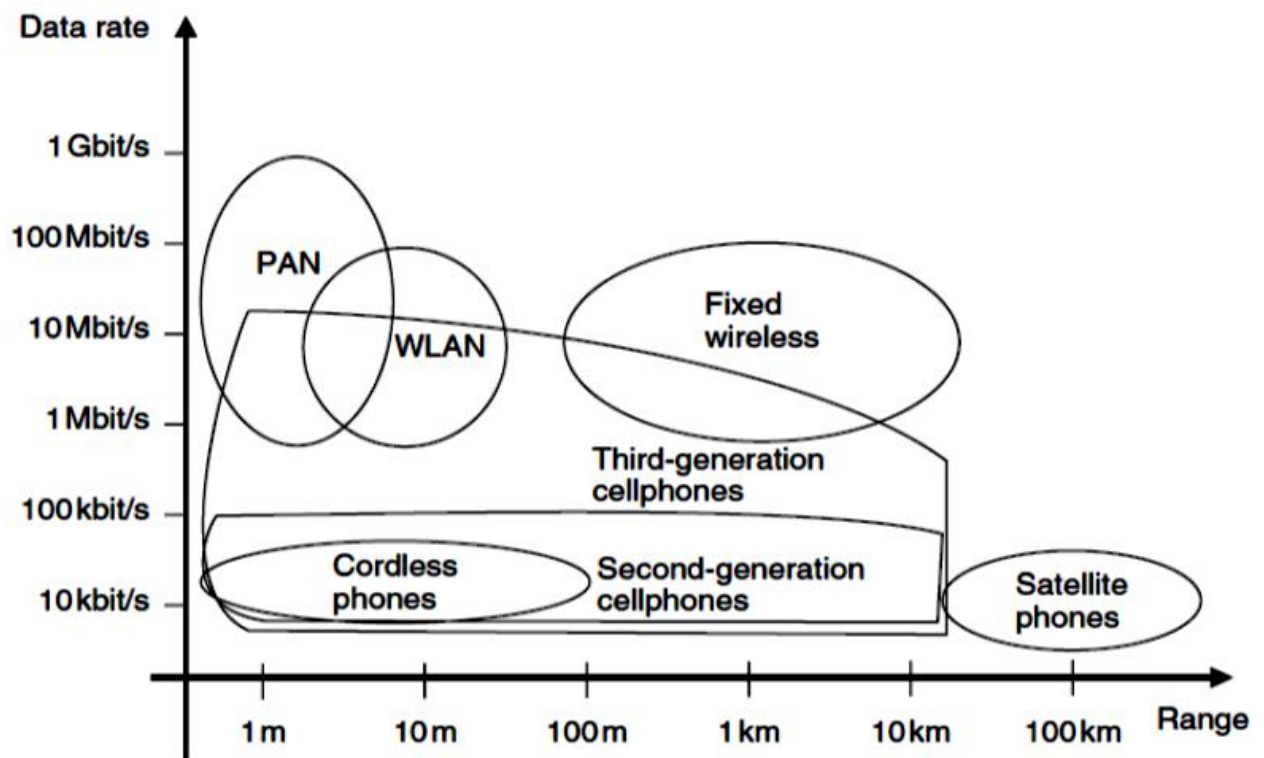 Data rate
1 Gbit/s
100 Mbit/s
PAN
Fixed
wireless
10 Mbit/s
WLAN
1 Mbit/s
Third-generation
cellphones
100 kbit/s
Cordless
phones
Second-generation
cellphones
Satellite
phones
10 kbit/s
1 m
10 m
100 m
1 km
10 km
100 km
Range